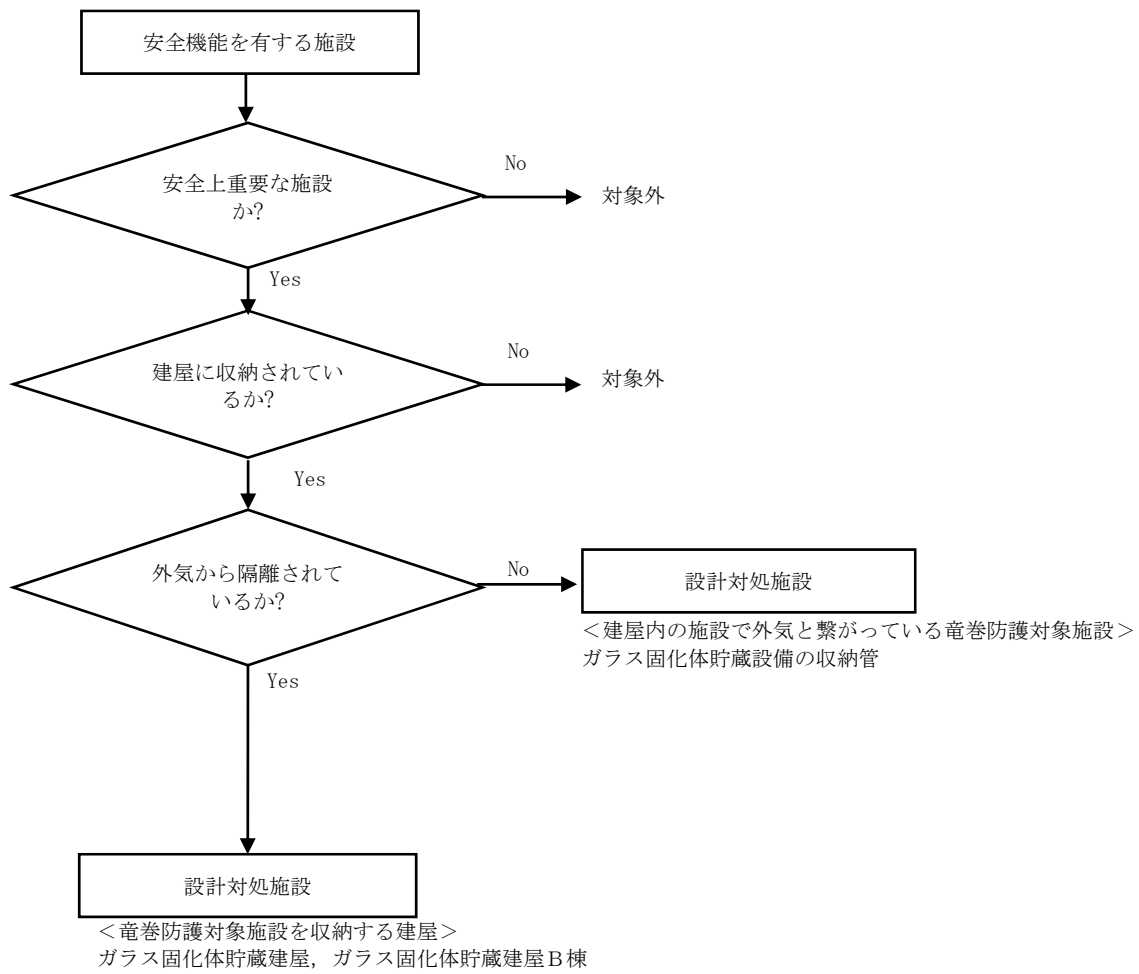 安全機能を有する施設
安全上重要な施設
か?
No
対象外
Yes
建屋に収納されてい
るか?
No
対象外
Yes
外気から隔離されて
いるか?
No
設計対処施設
＜建屋内の施設で外気と繋がっている竜巻防護対象施設＞
ガラス固化体貯蔵設備の収納管
Yes
設計対処施設
＜竜巻防護対象施設を収納する建屋＞
ガラス固化体貯蔵建屋，ガラス固化体貯蔵建屋Ｂ棟